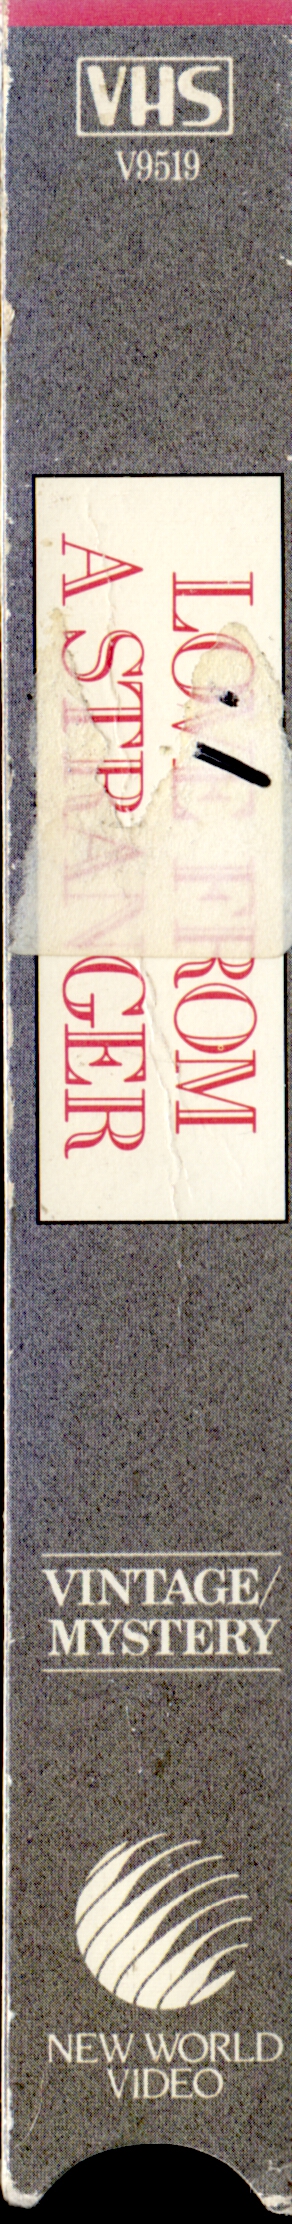 VHS
V9519
LOVE FROM
A STRANGER
VINTAGE/
MYSTERY
NEW WORLD
VIDEO